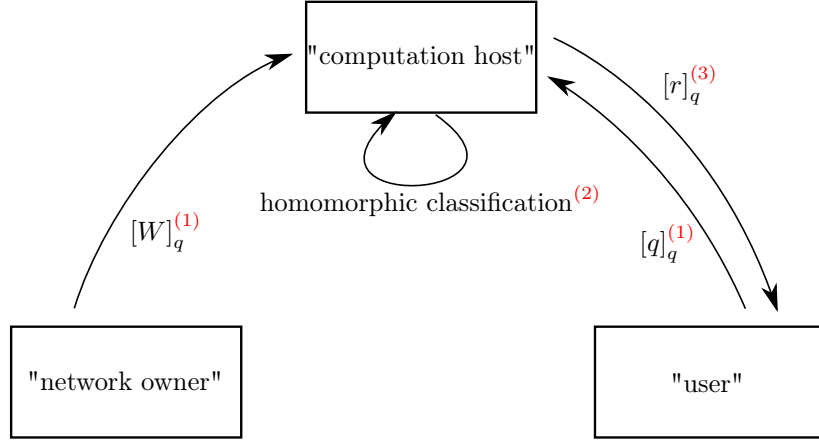 "computation host"
[r]_q^(3)
homomorphic classification^(2)
[W]_q^(1)
[q]_q^(1)
"network owner"
"user"